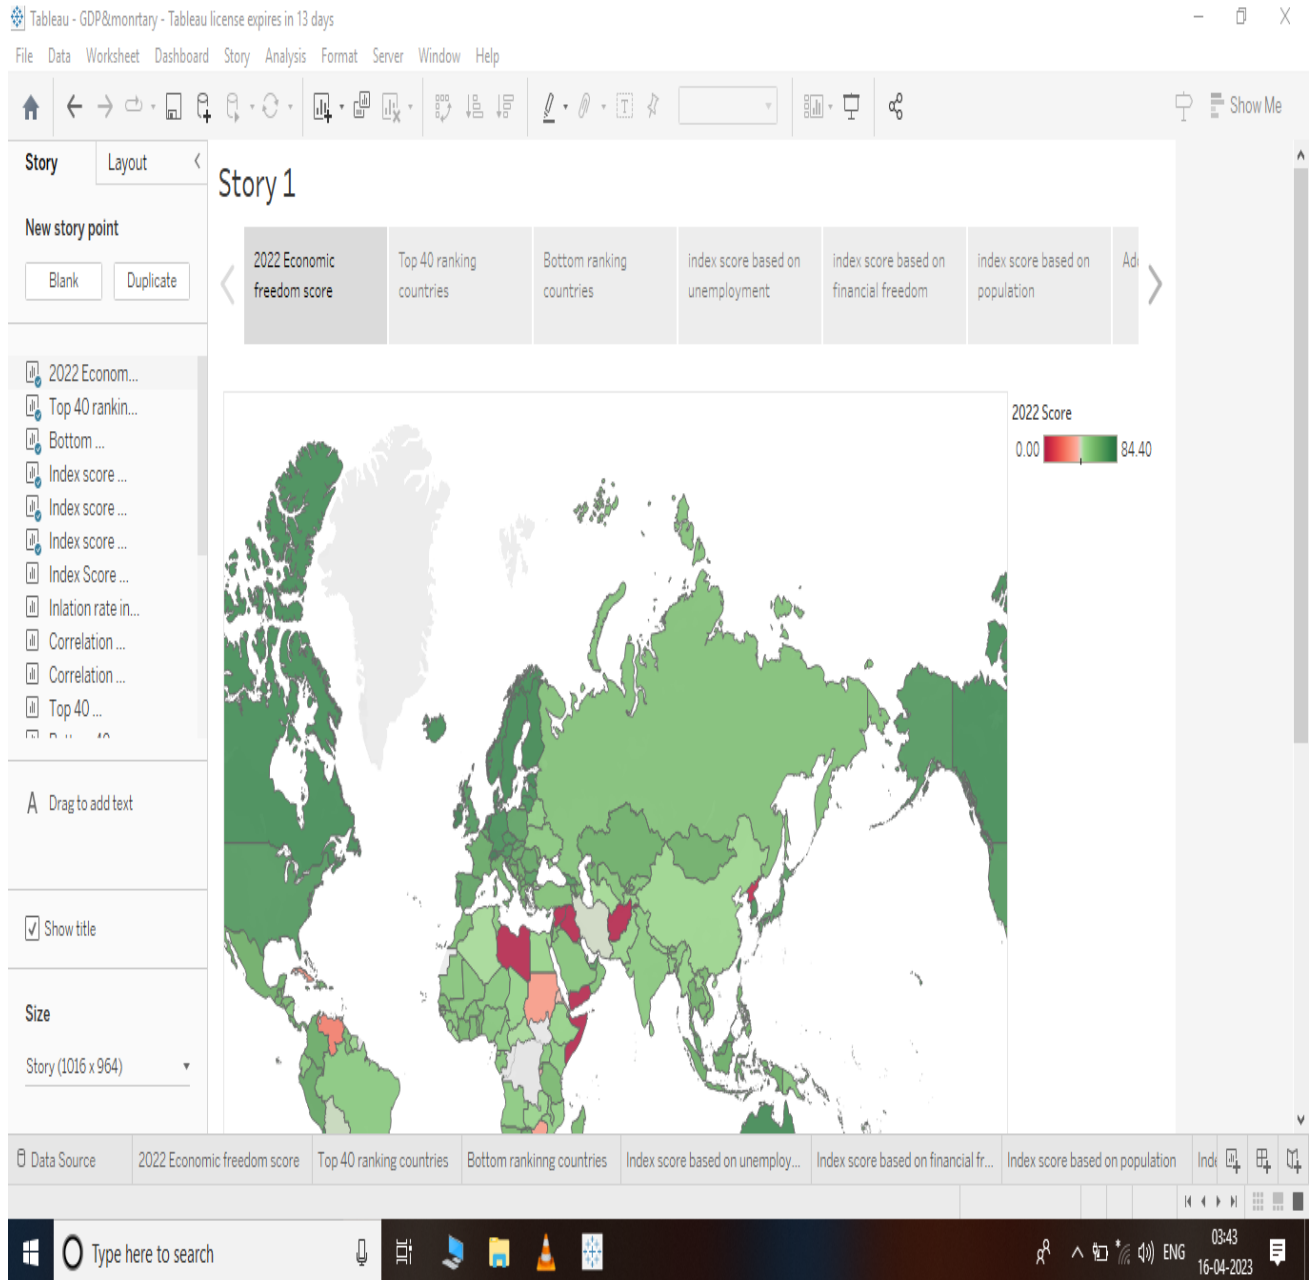 Tableau - GDP&monrtary - Tableau license expires in 13 days
File Data Worksheet Dashboard Story Analysis Format Server Window Help
Show Me
Story Layout
Story 1
New story point
Blank Duplicate
2022 Economic
freedom score
Top 40 ranking
countries
Bottom ranking
countries
index score based on
unemployment
index score based on
financial freedom
index score based on
population
2022 Econom...
Top 40 rankin...
Bottom ...
Index score ...
Index score ...
Index score ...
Index Score ...
Inlation rate in...
Correlation ...
Correlation ...
Top 40 ...
2022 Score
0.00 84.40
A Drag to add text
Show title
Size
Story (1016 x 964)
Data Source 2022 Economic freedom score Top 40 ranking countries Bottom rankinng countries Index score based on unemploy... Index score based on financial fr... Index score based on population
Type here to search
ENG
03:43
16-04-2023